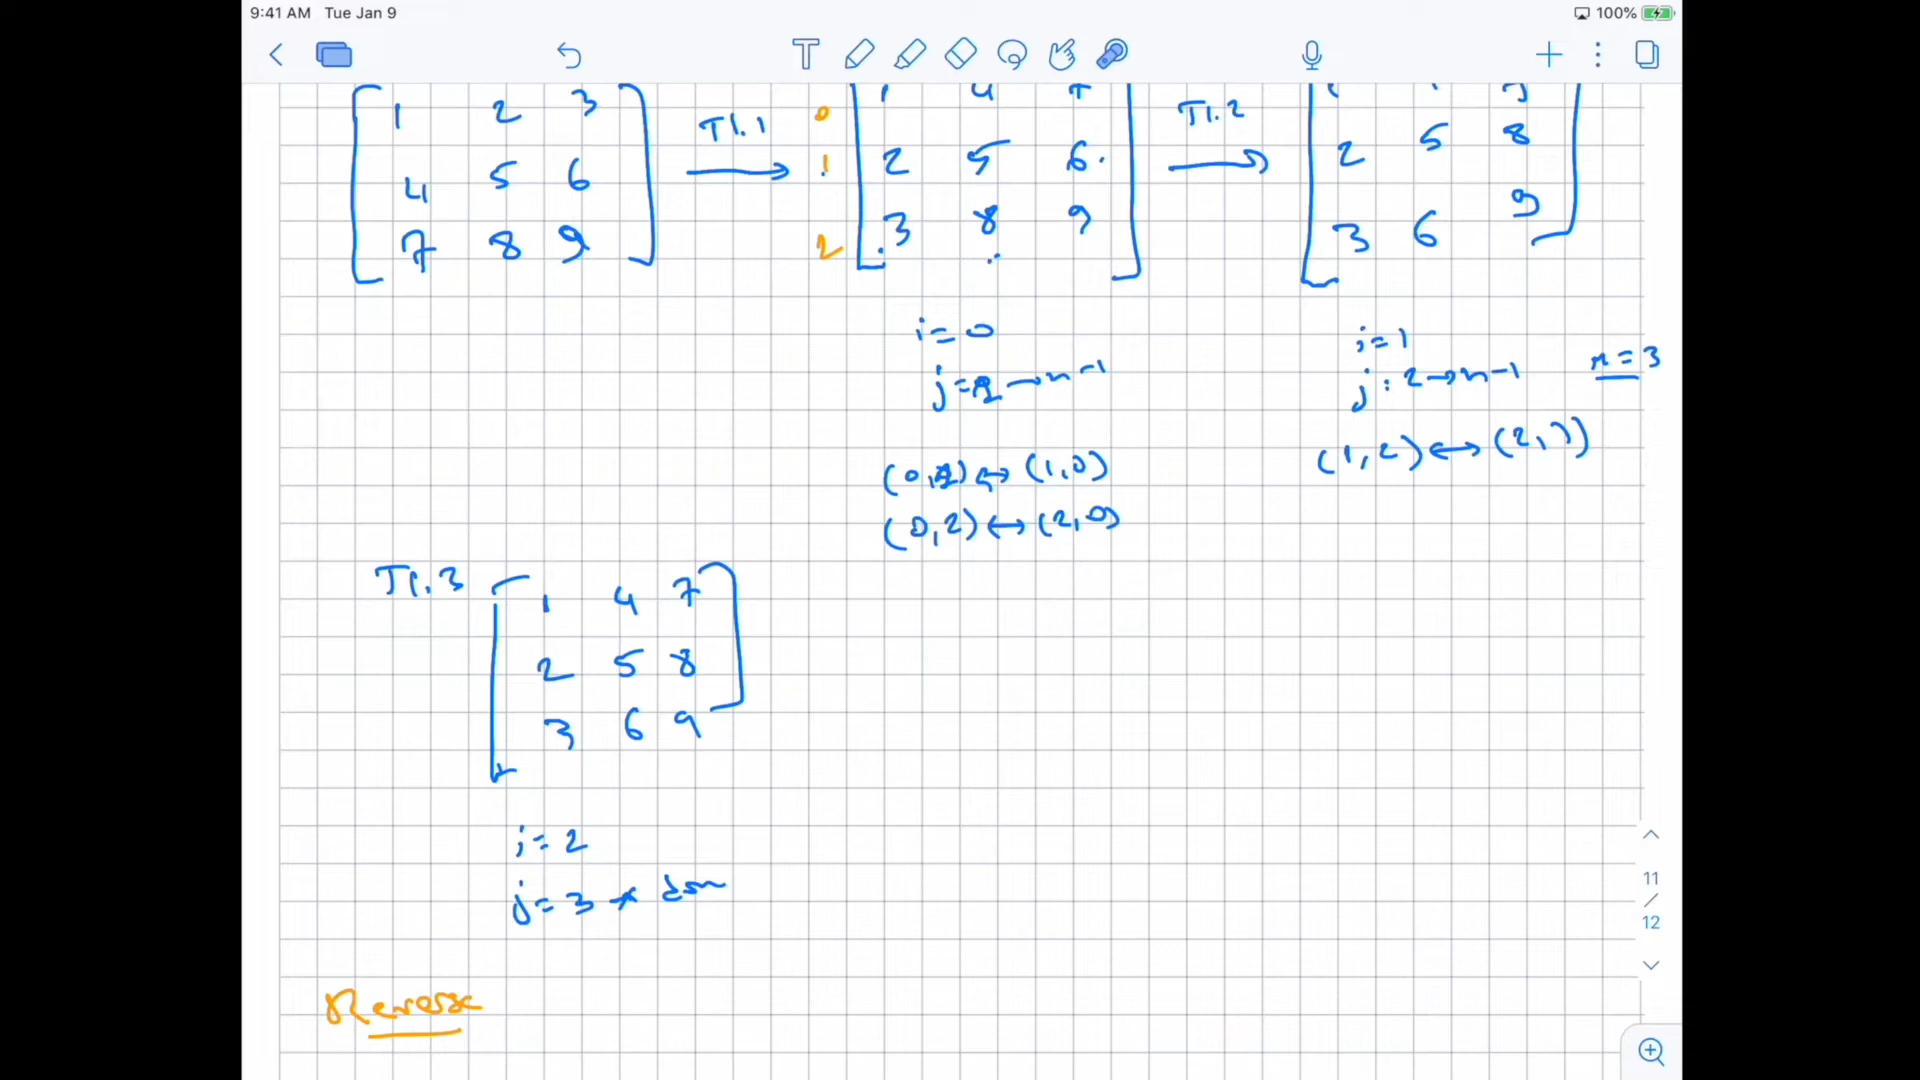 9:41 AM Tue Jan 9
100%
1 2 3
4 5 6
7 8 9
T1.1
0
1
2
1 4 7
2 5 6
3 8 9
T1.2
2 5 8
3 6 9
i = 0
j = 1 → n-1
(0,1) ↔ (1,0)
(0,2) ↔ (2,0)
i = 1
j : 2 → n-1
n = 3
(1,2) ↔ (2,1)
T1.3
1 4 7
2 5 8
3 6 9
i = 2
j = 3
Reverse
11
/
12